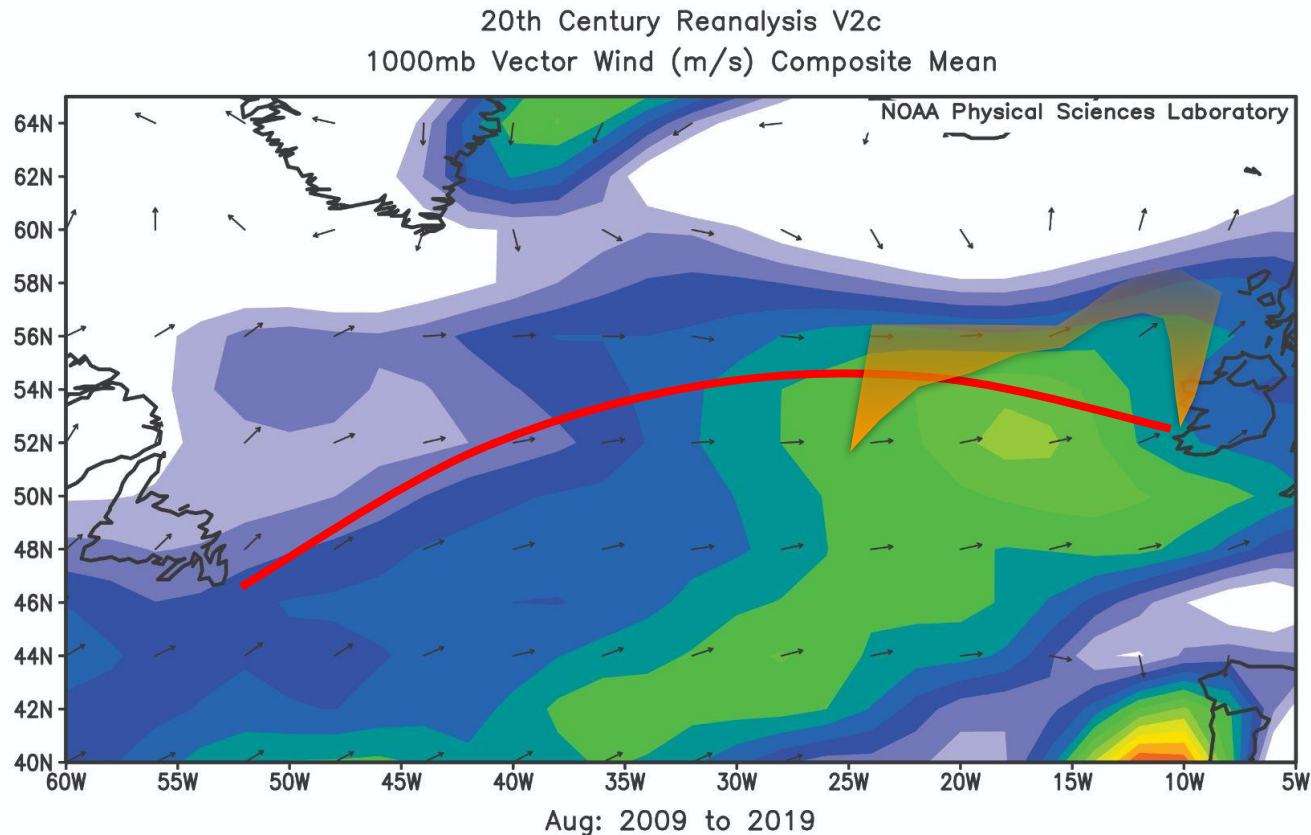 20th Century Reanalysis V2c
1000mb Vector Wind (m/s) Composite Mean
NOAA Physical Sciences Laboratory
64N
62N
60N
58N
56N
54N
52N
50N
48N
46N
44N
42N
40N
60W 55W 50W 45W 40W 35W 30W 25W 20W 15W 10W 5W
Aug: 2009 to 2019